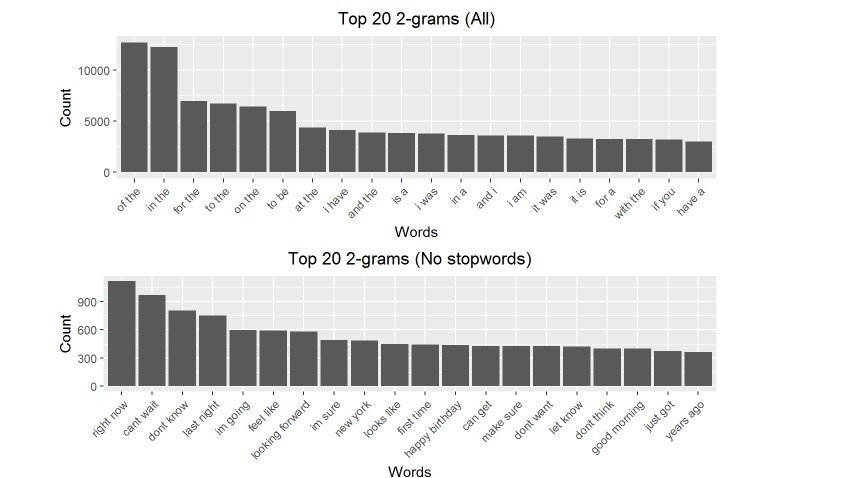 Top 20 2-grams (All)
Count
10000
5000
0
of the
in the
for the
to the
on the
to be
at the
i have
and the
is a
i was
in a
and i
i am
it was
it is
for a
with the
if you
have a
Words
Top 20 2-grams (No stopwords)
Count
900
600
300
0
right now
cant wait
dont know
last night
im going
feel like
looking forward
im sure
new york
looks like
first time
happy birthday
can get
make sure
dont want
let know
dont think
good morning
just got
years ago
Words